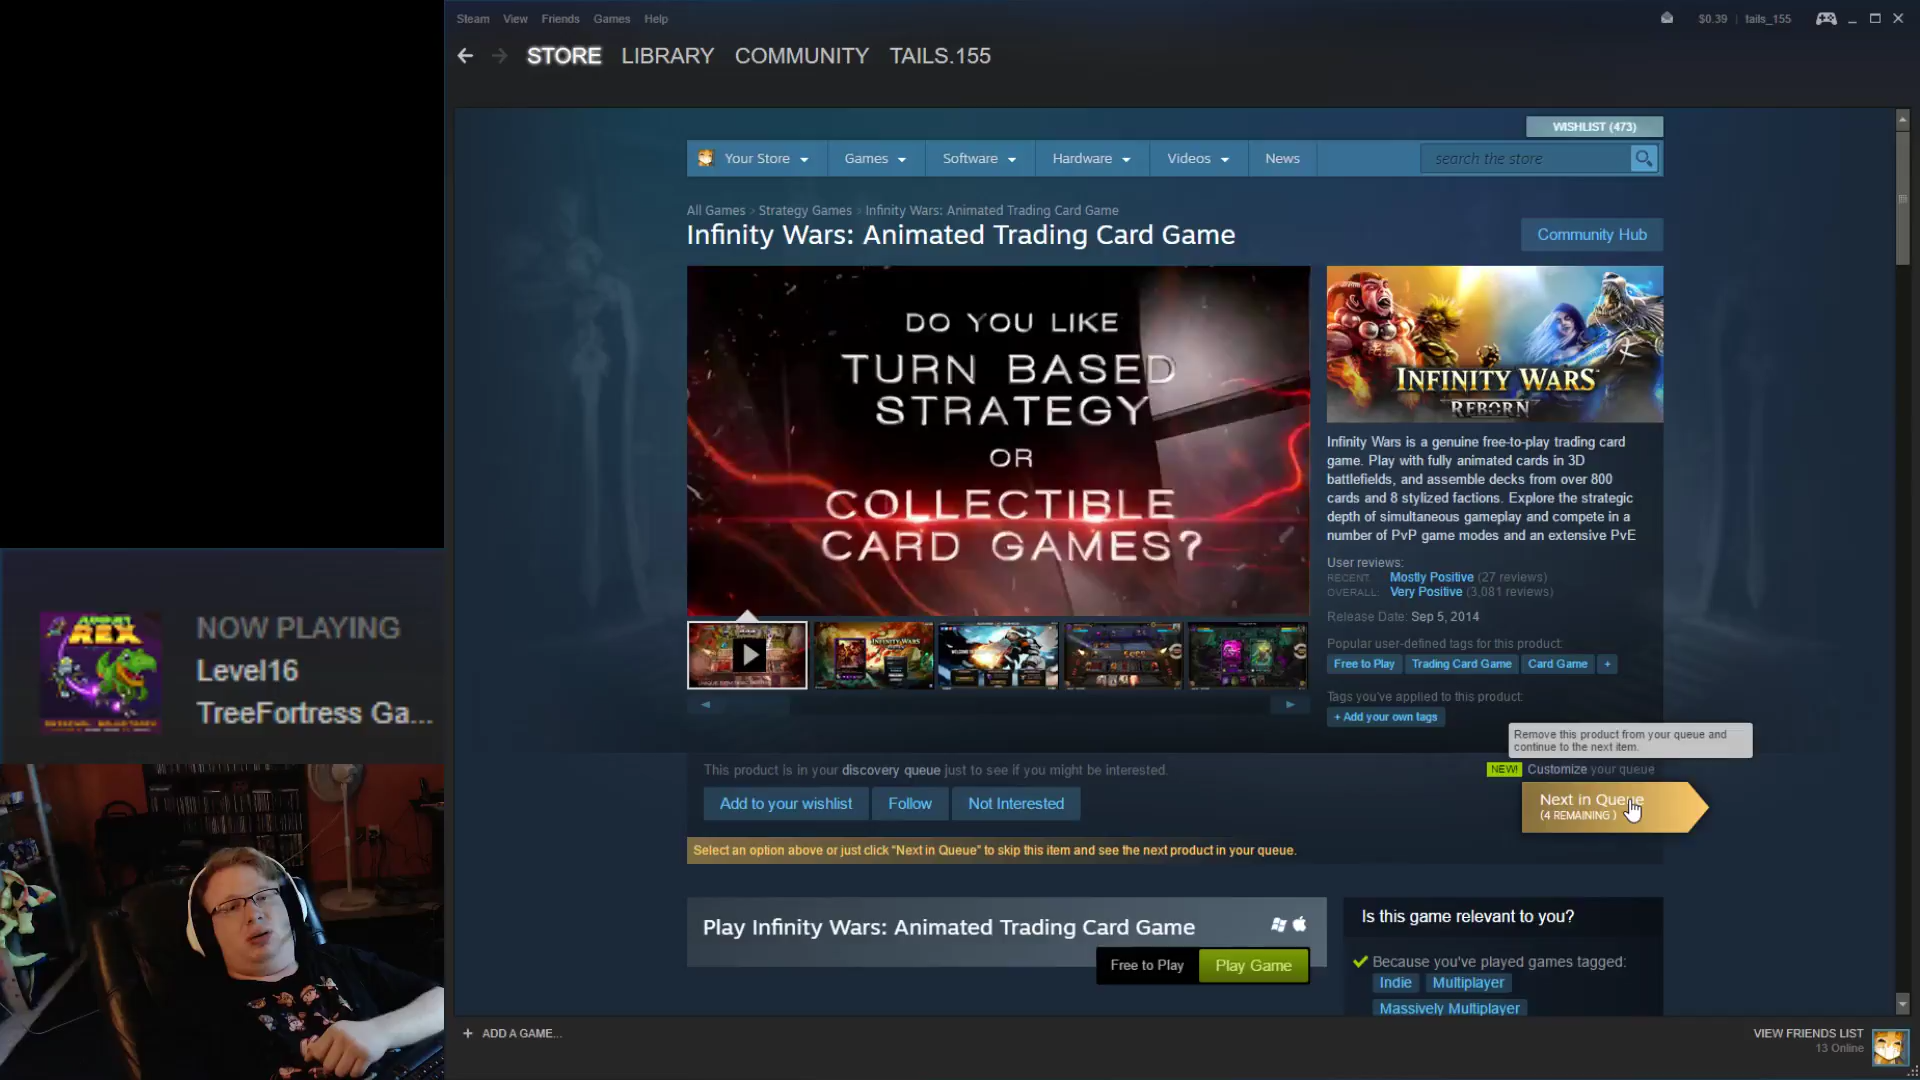 Steam View Friends Games Help
$0.39 tails_155
STORE LIBRARY COMMUNITY TAILS.155
WISHLIST (473)
Your Store Games Software Hardware Videos News
search the store
All Games > Strategy Games > Infinity Wars: Animated Trading Card Game
Infinity Wars: Animated Trading Card Game
Community Hub
DO YOU LIKE
TURN BASED
STRATEGY
OR
COLLECTIBLE
CARD GAMES?
INFINITY WARS
REBORN
Infinity Wars is a genuine free-to-play trading card
game. Play with fully animated cards in 3D
battlefields, and assemble decks from over 800
cards and 8 stylized factions. Explore the strategic
depth of simultaneous gameplay and compete in a
number of PvP game modes and an extensive PvE
User reviews:
RECENT: Mostly Positive (27 reviews)
OVERALL: Very Positive (3,081 reviews)
Release Date: Sep 5, 2014
Popular user-defined tags for this product:
Free to Play Trading Card Game Card Game +
Tags you've applied to this product:
+ Add your own tags
Remove this product from your queue and
continue to the next item.
This product is in your discovery queue just to see if you might be interested.
NEW! Customize your queue
Add to your wishlist Follow Not Interested
Next in Queue
(4 REMAINING )
Select an option above or just click "Next in Queue" to skip this item and see the next product in your queue.
Play Infinity Wars: Animated Trading Card Game
Free to Play Play Game
Is this game relevant to you?
Because you've played games tagged:
Indie Multiplayer
Massively Multiplayer
+ ADD A GAME...
VIEW FRIENDS LIST
13 Online
REX
NOW PLAYING
Level16
TreeFortress Ga...